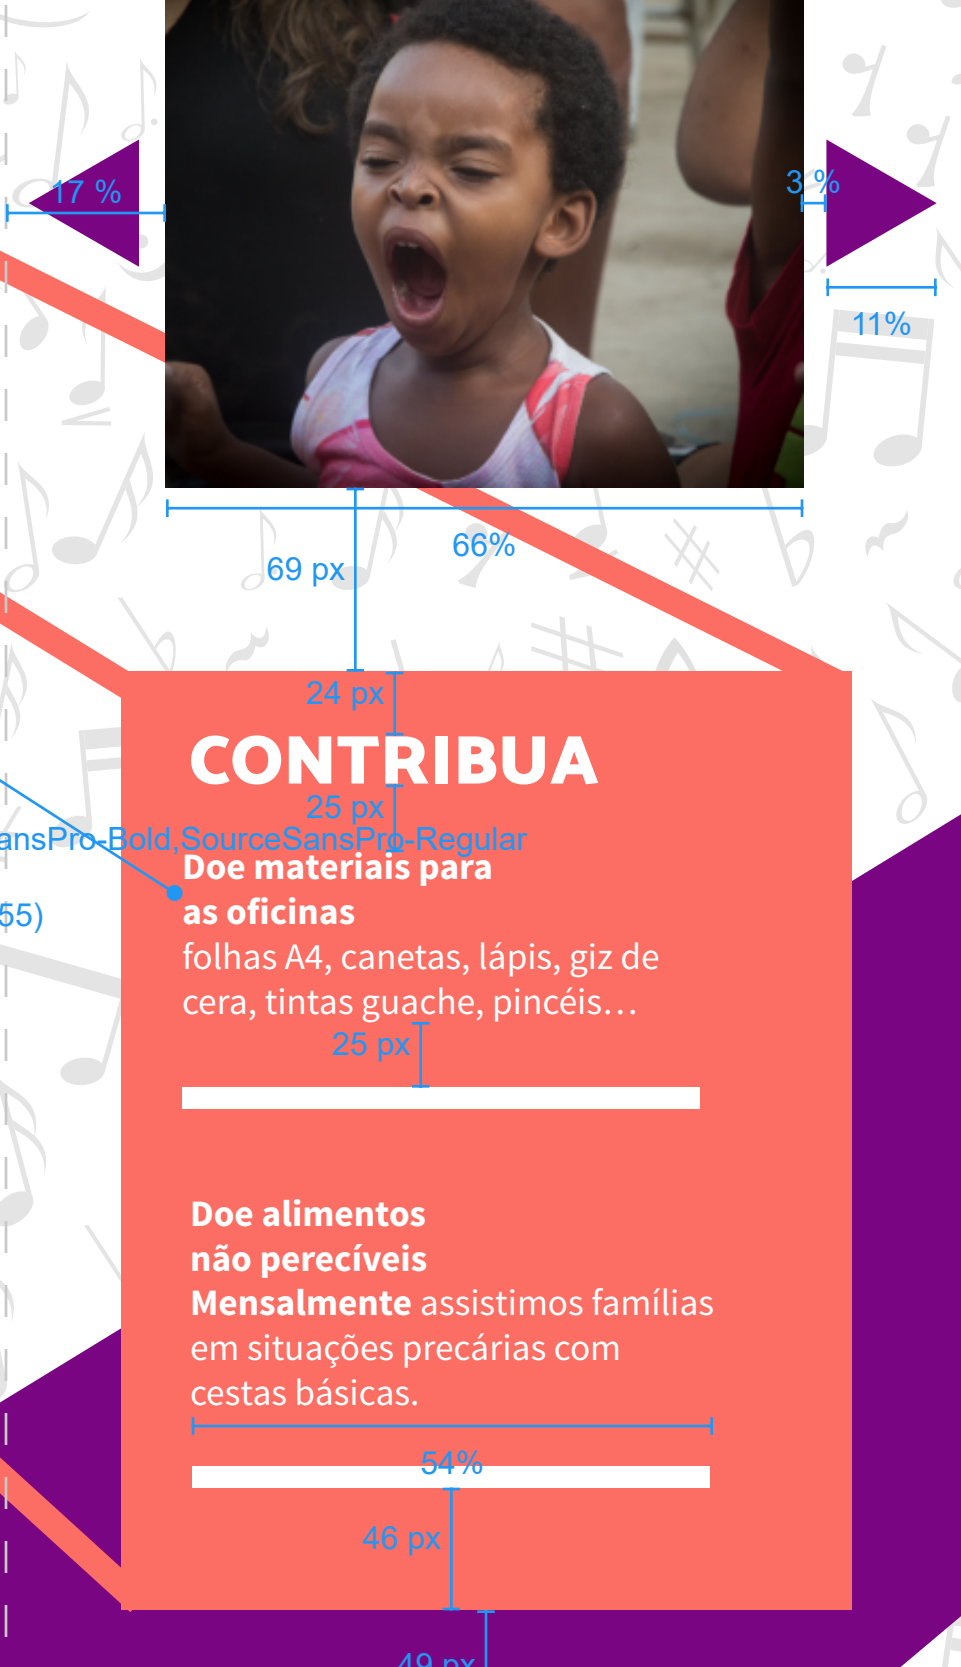 17 %
3 %
11%
66%
69 px
24 px
CONTRIBUA
25 px
ansPro-Bold,SourceSansPro-Regular
Doe materiais para
55)
as oficinas
folhas A4, canetas, lápis, giz de
cera, tintas guache, pincéis…
25 px
Doe alimentos
não perecíveis
Mensalmente assistimos famílias
em situações precárias com
cestas básicas.
54%
46 px
49 px